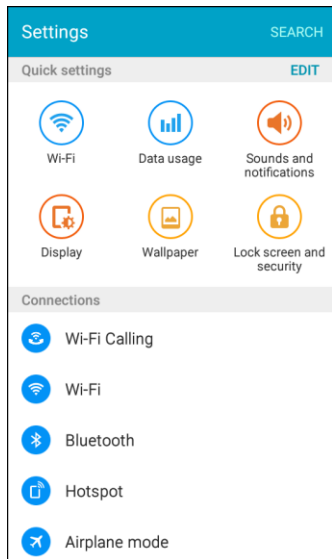 Settings SEARCH
Quick settings EDIT
Wi-Fi Data usage Sounds and
notifications
Display Wallpaper Lock screen and
security
Connections
Wi-Fi Calling
Wi-Fi
Bluetooth
Hotspot
Airplane mode